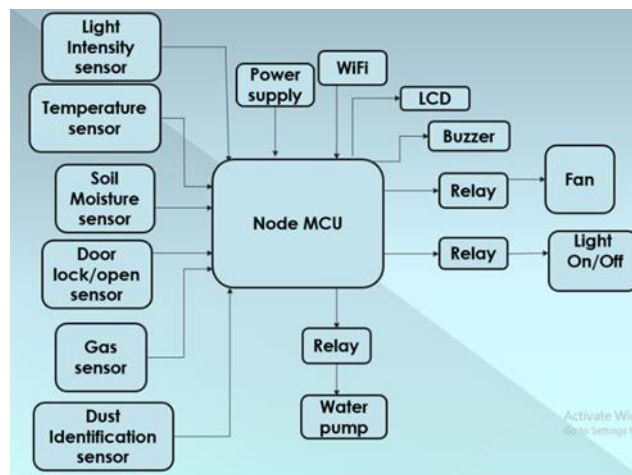 Light
Intensity
sensor
Power
supply
WiFi
LCD
Temperature
sensor
Buzzer
Soil
Moisture
sensor
Node MCU
Relay
Fan
Door
lock/open
sensor
Relay
Light
On/Off
Gas
sensor
Relay
Water
pump
Dust
Identification
sensor
Activate Wi
Go to Settings t